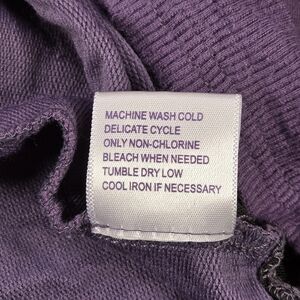 MACHINE WASH COLD
DELICATE CYCLE
ONLY NON-CHLORINE
BLEACH WHEN NEEDED
TUMBLE DRY LOW
COOL IRON IF NECESSARY